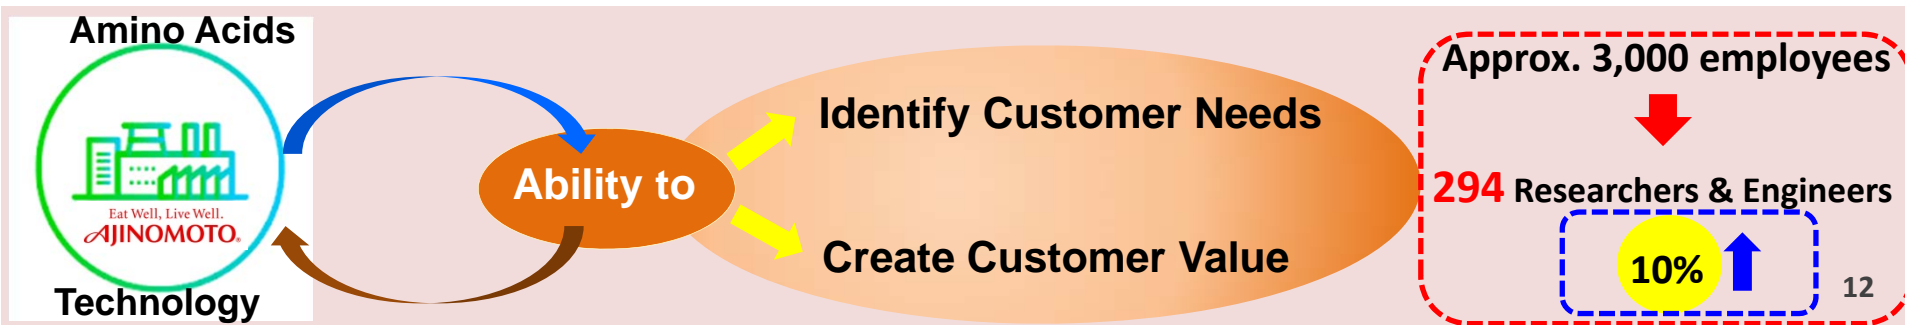 Amino Acids
Eat Well, Live Well.
AJINOMOTO.
Technology
Ability to
Identify Customer Needs
Create Customer Value
Approx. 3,000 employees
294 Researchers & Engineers
10%
12